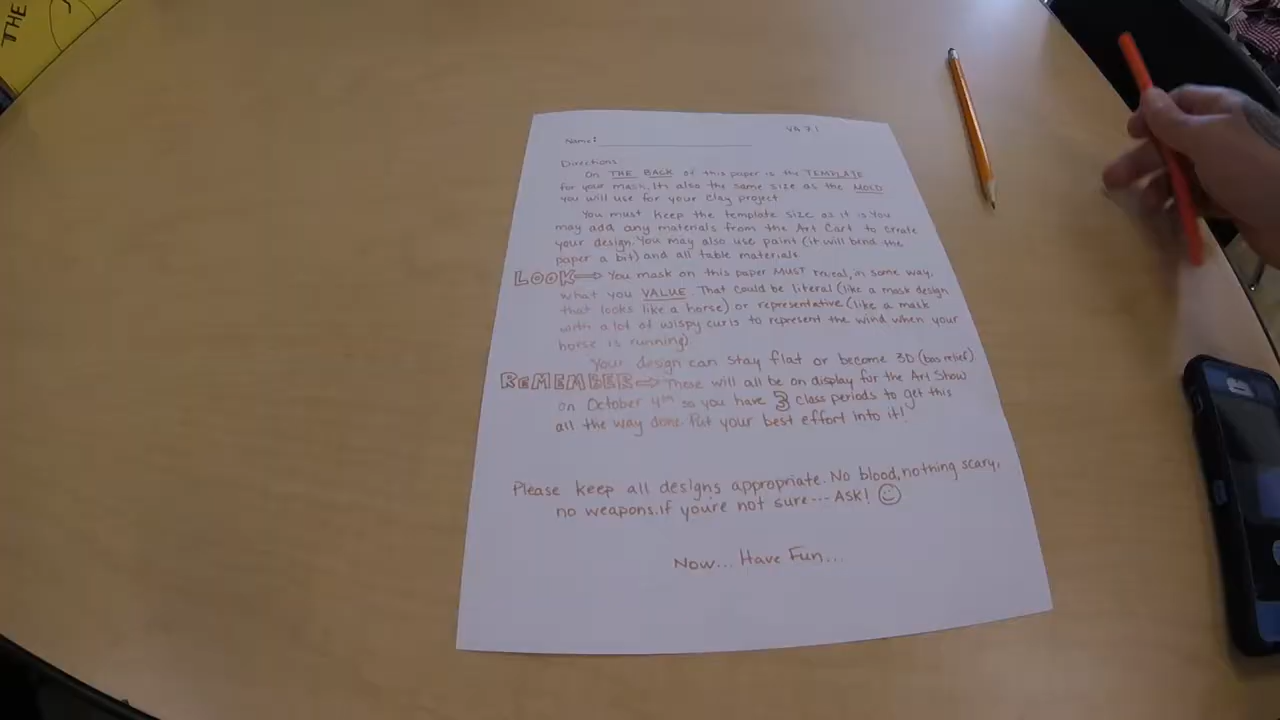 THE
Name:
VA 7.1
Directions:
On THE BACK of this paper is the TEMPLATE
for your mask. It's also the same size as the MOLD
you will use for your clay project
You must keep the template size as it is. You
may add any materials from the Art Cart to create
your design. You may also use paint (it will bend the
paper a bit) and all table materials.
LOOK → You mask on this paper MUST reveal, in some way,
what you VALUE. That could be literal (like a mask design
that looks like a horse) or representative (like a mask
with a lot of wispy curls to represent the wind when your
horse is running)
Your design can stay flat or become 3D (bas relief)
REMEMBER → These will all be on display for the Art Show
on October 4th so you have 3 class periods to get this
all the way done. Put your best effort into it!
Please keep all designs appropriate. No blood, nothing scary,
no weapons. if youre not sure --- ASK! ☺
Now... Have Fun...